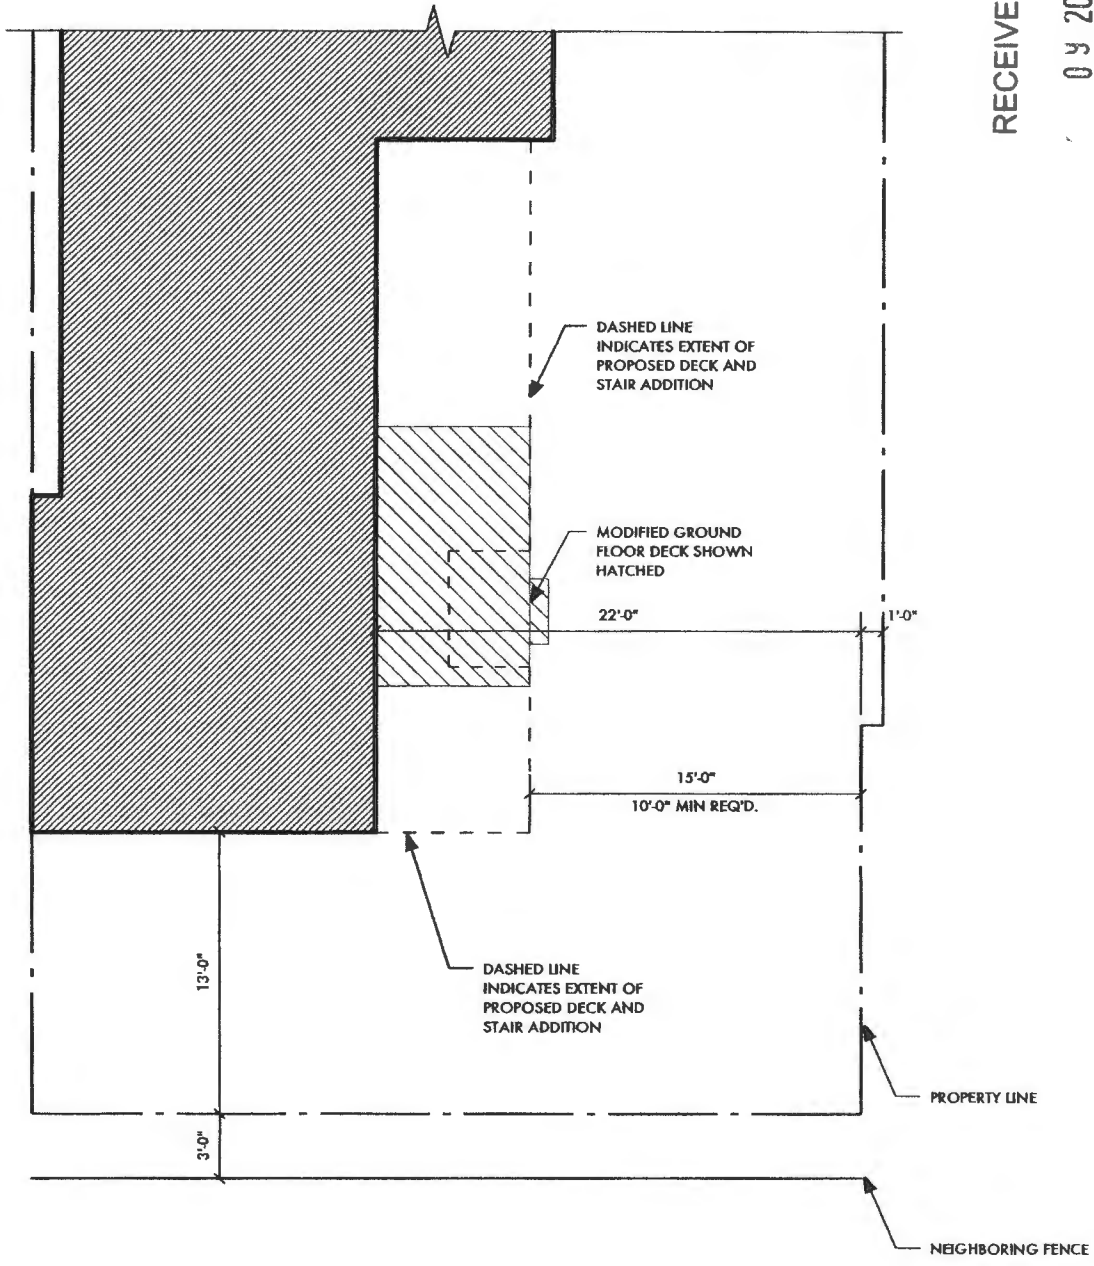 RECEIVE
09 20
DASHED LINE
INDICATES EXTENT OF
PROPOSED DECK AND
STAIR ADDITION
MODIFIED GROUND
FLOOR DECK SHOWN
HATCHED
22'-0"
1'-0"
15'-0"
10'-0" MIN REQ'D.
13'-0"
DASHED LINE
INDICATES EXTENT OF
PROPOSED DECK AND
STAIR ADDITION
PROPERTY LINE
3'-0"
NEIGHBORING FENCE